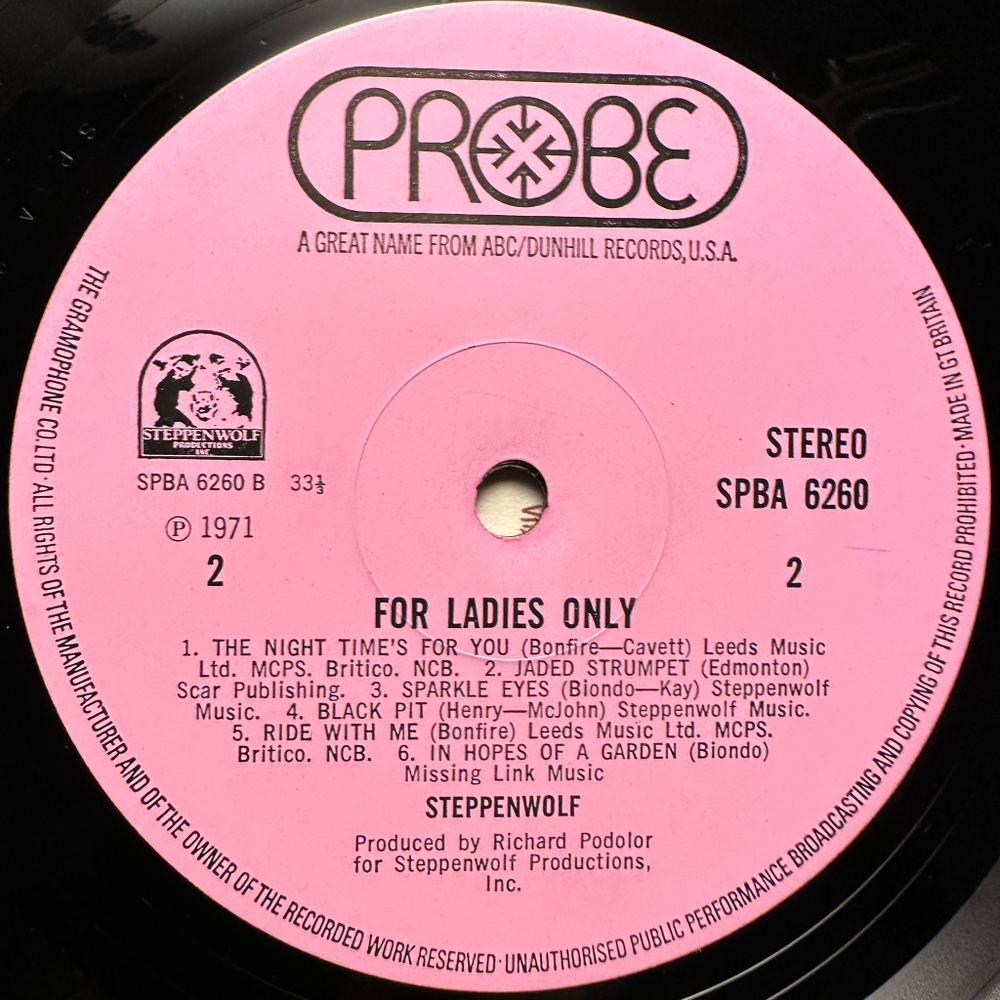 PROBE
A GREAT NAME FROM ABC/DUNHILL RECORDS, U.S.A.
STEPPENWOLF
PRODUCTIONS
INC.
STEREO
SPBA 6260 B 33⅓
SPBA 6260
Ⓟ 1971
2
2
FOR LADIES ONLY
1. THE NIGHT TIME'S FOR YOU (Bonfire—Cavett) Leeds Music
Ltd. MCPS. Britico. NCB. 2. JADED STRUMPET (Edmonton)
Scar Publishing. 3. SPARKLE EYES (Biondo—Kay) Steppenwolf
Music. 4. BLACK PIT (Henry—McJohn) Steppenwolf Music.
5. RIDE WITH ME (Bonfire) Leeds Music Ltd. MCPS.
Britico. NCB. 6. IN HOPES OF A GARDEN (Biondo)
Missing Link Music
STEPPENWOLF
Produced by Richard Podolor
for Steppenwolf Productions,
Inc.
THE GRAMOPHONE CO. LTD · ALL RIGHTS OF THE MANUFACTURER AND OF THE OWNER OF THE RECORDED WORK RESERVED · UNAUTHORISED PUBLIC PERFORMANCE BROADCASTING AND COPYING OF THIS RECORD PROHIBITED · MADE IN GT BRITAIN